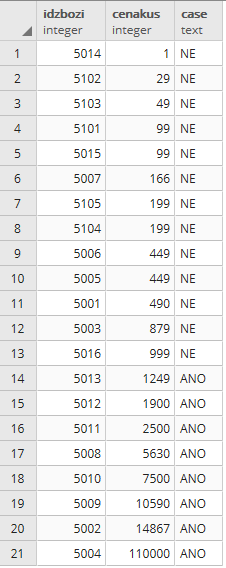 idzbozi cenakus case
integer integer text
1 5014 1 NE
2 5102 29 NE
3 5103 49 NE
4 5101 99 NE
5 5015 99 NE
6 5007 166 NE
7 5105 199 NE
8 5104 199 NE
9 5006 449 NE
10 5005 449 NE
11 5001 490 NE
12 5003 879 NE
13 5016 999 NE
14 5013 1249 ANO
15 5012 1900 ANO
16 5011 2500 ANO
17 5008 5630 ANO
18 5010 7500 ANO
19 5009 10590 ANO
20 5002 14867 ANO
21 5004 110000 ANO